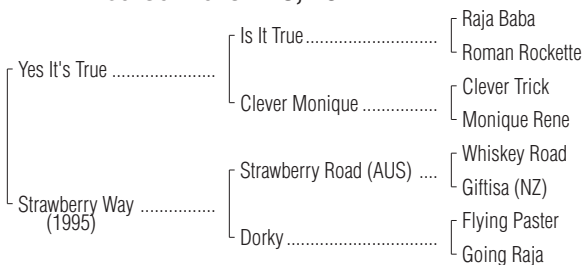 Raja Baba
Is It True
Roman Rockette
Yes It's True
Clever Trick
Clever Monique
Monique Rene
Whiskey Road
Strawberry Road (AUS)
Giftisa (NZ)
Strawberry Way
(1995)
Flying Paster
Dorky
Going Raja